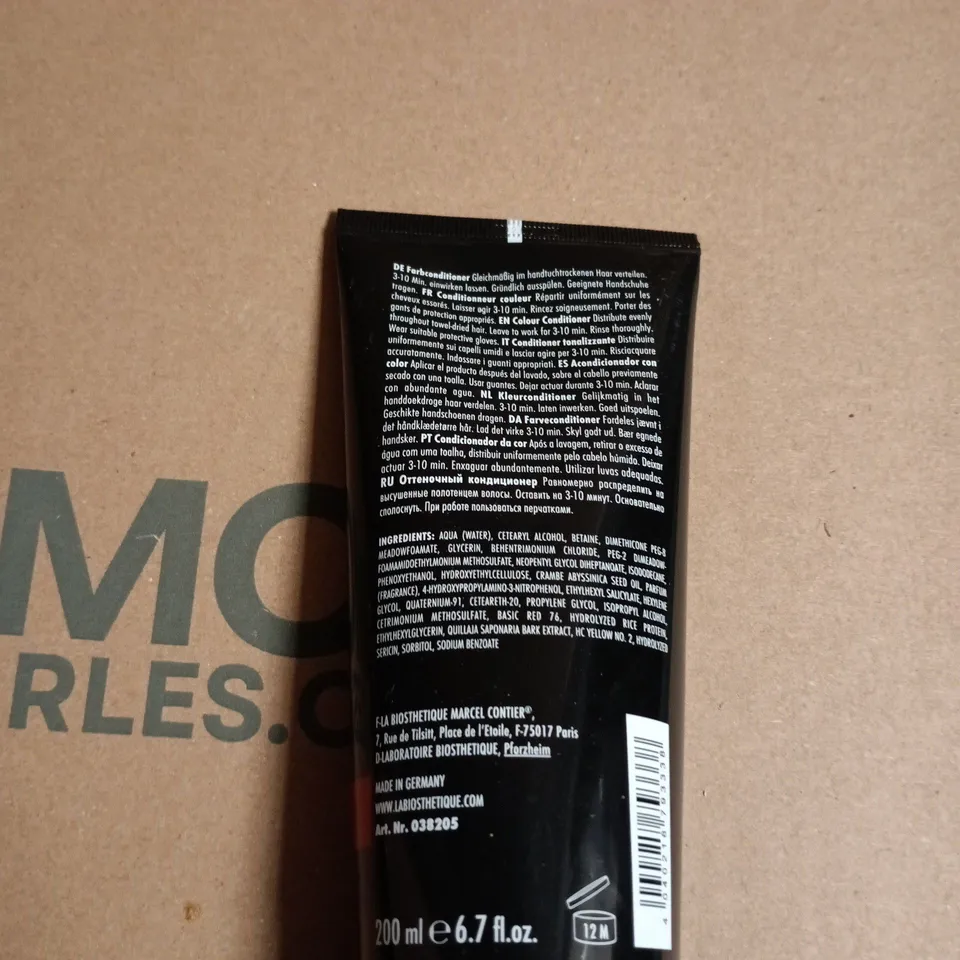 DE Farbconditioner Gleichmäßig im handtuchtrockenen Haar verteilen.
3-10 Min. einwirken lassen. Gründlich ausspülen. Geeignete Handschuhe
tragen. FR Conditionneur couleur Répartir uniformément sur les
cheveux essorés. Laisser agir 3-10 min. Rincez soigneusement. Porter des
gants de protection appropriés. EN Colour Conditioner Distribute evenly
throughout towel-dried hair. Leave to work for 3-10 min. Rinse thoroughly.
Wear suitable protective gloves. IT Conditioner tonalizzante Distribuire
uniformemente sui capelli umidi e lasciar agire per 3-10 min. Risciacquare
accuratamente. Indossare i guanti appropriati. ES Acondicionador con
color Aplicar el producto después del lavado, sobre el cabello previamente
secado con una toalla. Usar guantes. Dejar actuar durante 3-10 min. Aclarar
con abundante agua. NL Kleurconditioner Gelijkmatig in het
handdoekdroge haar verdelen. 3-10 min. laten inwerken. Goed uitspoelen.
Geschikte handschoenen dragen. DA Farveconditioner Fordeles jævnt i
det håndklædetørre hår. Lad det virke 3-10 min. Skyl godt ud. Bær egnede
handsker. PT Condicionador da cor Após a lavagem, retirar o excesso de
água com uma toalha, distribuir uniformemente pelo cabelo húmido. Deixar
actuar 3-10 min. Enxaguar abundantemente. Utilizar luvas adequadas.
RU Оттеночный кондиционер Равномерно распределить на
высушенные полотенцем волосы. Оставить на 3-10 минут. Основательно
сполоснуть. При работе пользоваться перчатками.
INGREDIENTS: AQUA (WATER), CETEARYL ALCOHOL, BETAINE, DIMETHICONE PEG-8
MEADOWFOAMATE, GLYCERIN, BEHENTRIMONIUM CHLORIDE, PEG-2 DIMEADOW-
FOAMAMIDOETHYLMONIUM METHOSULFATE, NEOPENTYL GLYCOL DIHEPTANOATE, ISODODECANE,
PHENOXYETHANOL, HYDROXYETHYLCELLULOSE, CRAMBE ABYSSINICA SEED OIL, PARFUM
(FRAGRANCE), 4-HYDROXYPROPYLAMINO-3-NITROPHENOL, ETHYLHEXYL SALICYLATE, HEXYLENE
GLYCOL, QUATERNIUM-91, CETEARETH-20, PROPYLENE GLYCOL, ISOPROPYL ALCOHOL,
CETRIMONIUM METHOSULFATE, BASIC RED 76, HYDROLYZED RICE PROTEIN,
ETHYLHEXYLGLYCERIN, QUILLAJA SAPONARIA BARK EXTRACT, HC YELLOW NO. 2, HYDROLYZED
SERICIN, SORBITOL, SODIUM BENZOATE
MO
RLES.
F-LA BIOSTHETIQUE MARCEL CONTIER®,
7, Rue de Tilsitt, Place de l'Etoile, F-75017 Paris
D-LABORATOIRE BIOSTHETIQUE, Pforzheim
MADE IN GERMANY
WWW.LABIOSTHETIQUE.COM
Art. Nr. 038205
200 ml e 6.7 fl.oz.
12 M